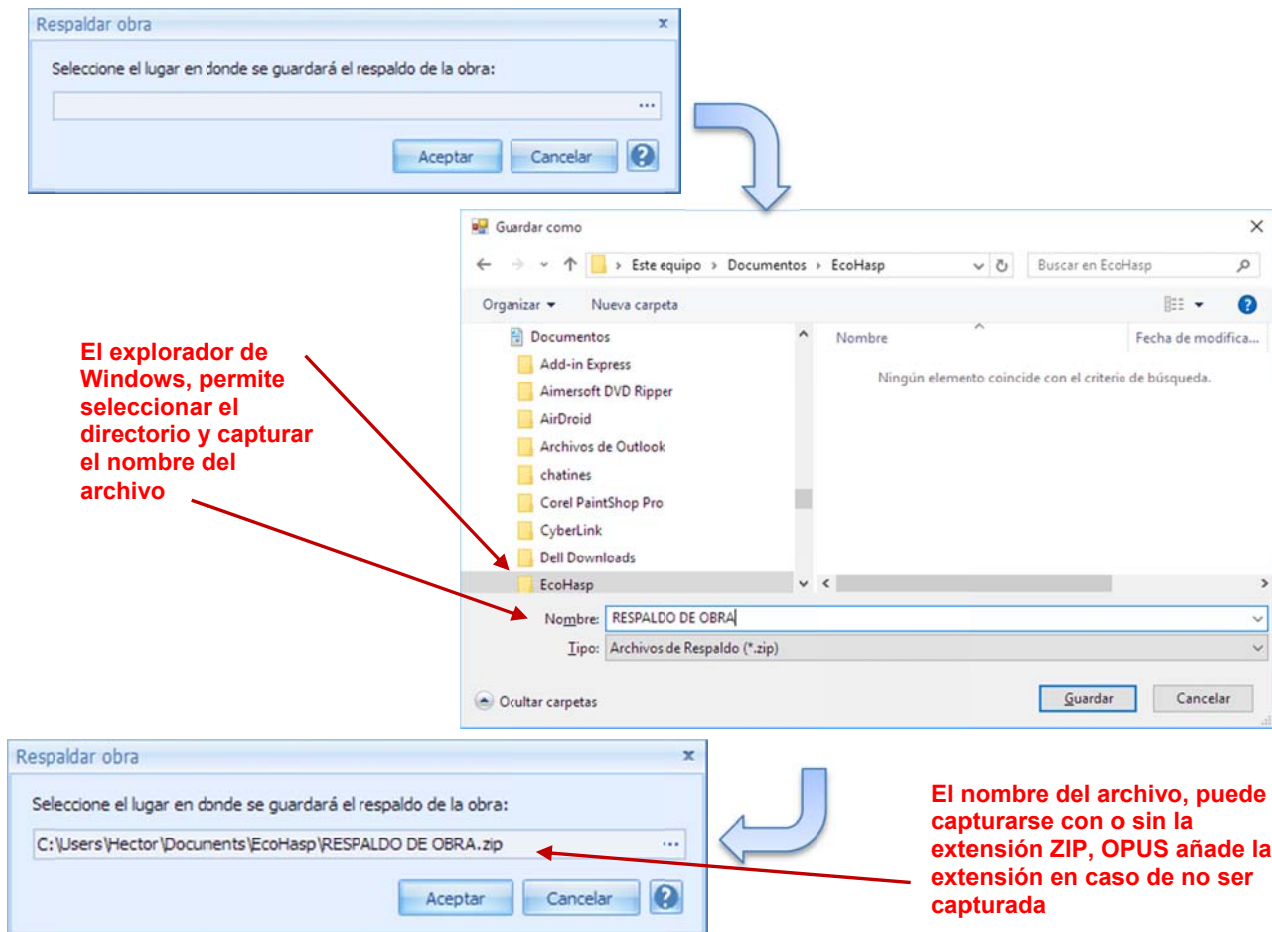 Respaldar obra x
Seleccione el lugar en donde se guardará el respaldo de la obra:
...
Aceptar Cancelar ?
Guardar como
Este equipo > Documentos > EcoHasp
Buscar en EcoHasp
Organizar Nueva carpeta
?
Documentos
Nombre Fecha de modifica...
Add-in Express
Ningún elemento coincide con el criterio de búsqueda.
Aimersoft DVD Ripper
AirDroid
Archivos de Outlook
chatines
Corel PaintShop Pro
CyberLink
Dell Downloads
EcoHasp
Nombre: RESPALDO DE OBRA
Tipo: Archivos de Respaldo (*.zip)
Ocultar carpetas
Guardar Cancelar
El explorador de
Windows, permite
seleccionar el
directorio y capturar
el nombre del
archivo
Respaldar obra x
Seleccione el lugar en donde se guardará el respaldo de la obra:
C:\Users\Hector\Documents\EcoHasp\RESPALDO DE OBRA.zip ...
Aceptar Cancelar ?
El nombre del archivo, puede
capturarse con o sin la
extensión ZIP, OPUS añade la
extensión en caso de no ser
capturada